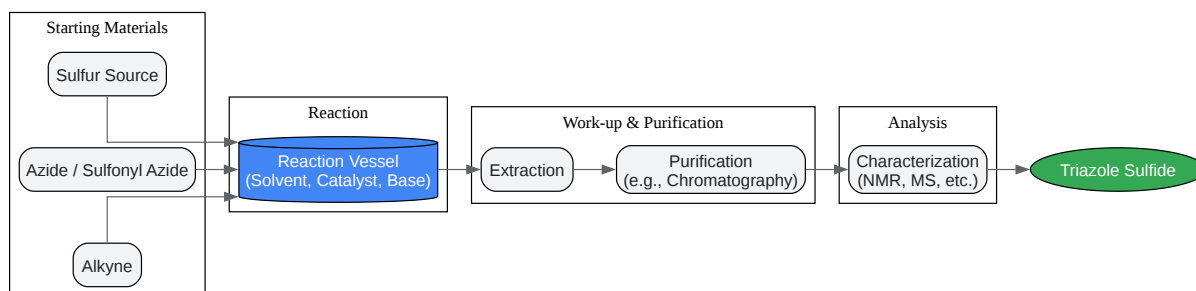 Starting Materials
Sulfur Source
Azide / Sulfonyl Azide
Alkyne
Reaction
Reaction Vessel
(Solvent, Catalyst, Base)
Work-up & Purification
Extraction
Purification
(e.g., Chromatography)
Analysis
Characterization
(NMR, MS, etc.)
Triazole Sulfide